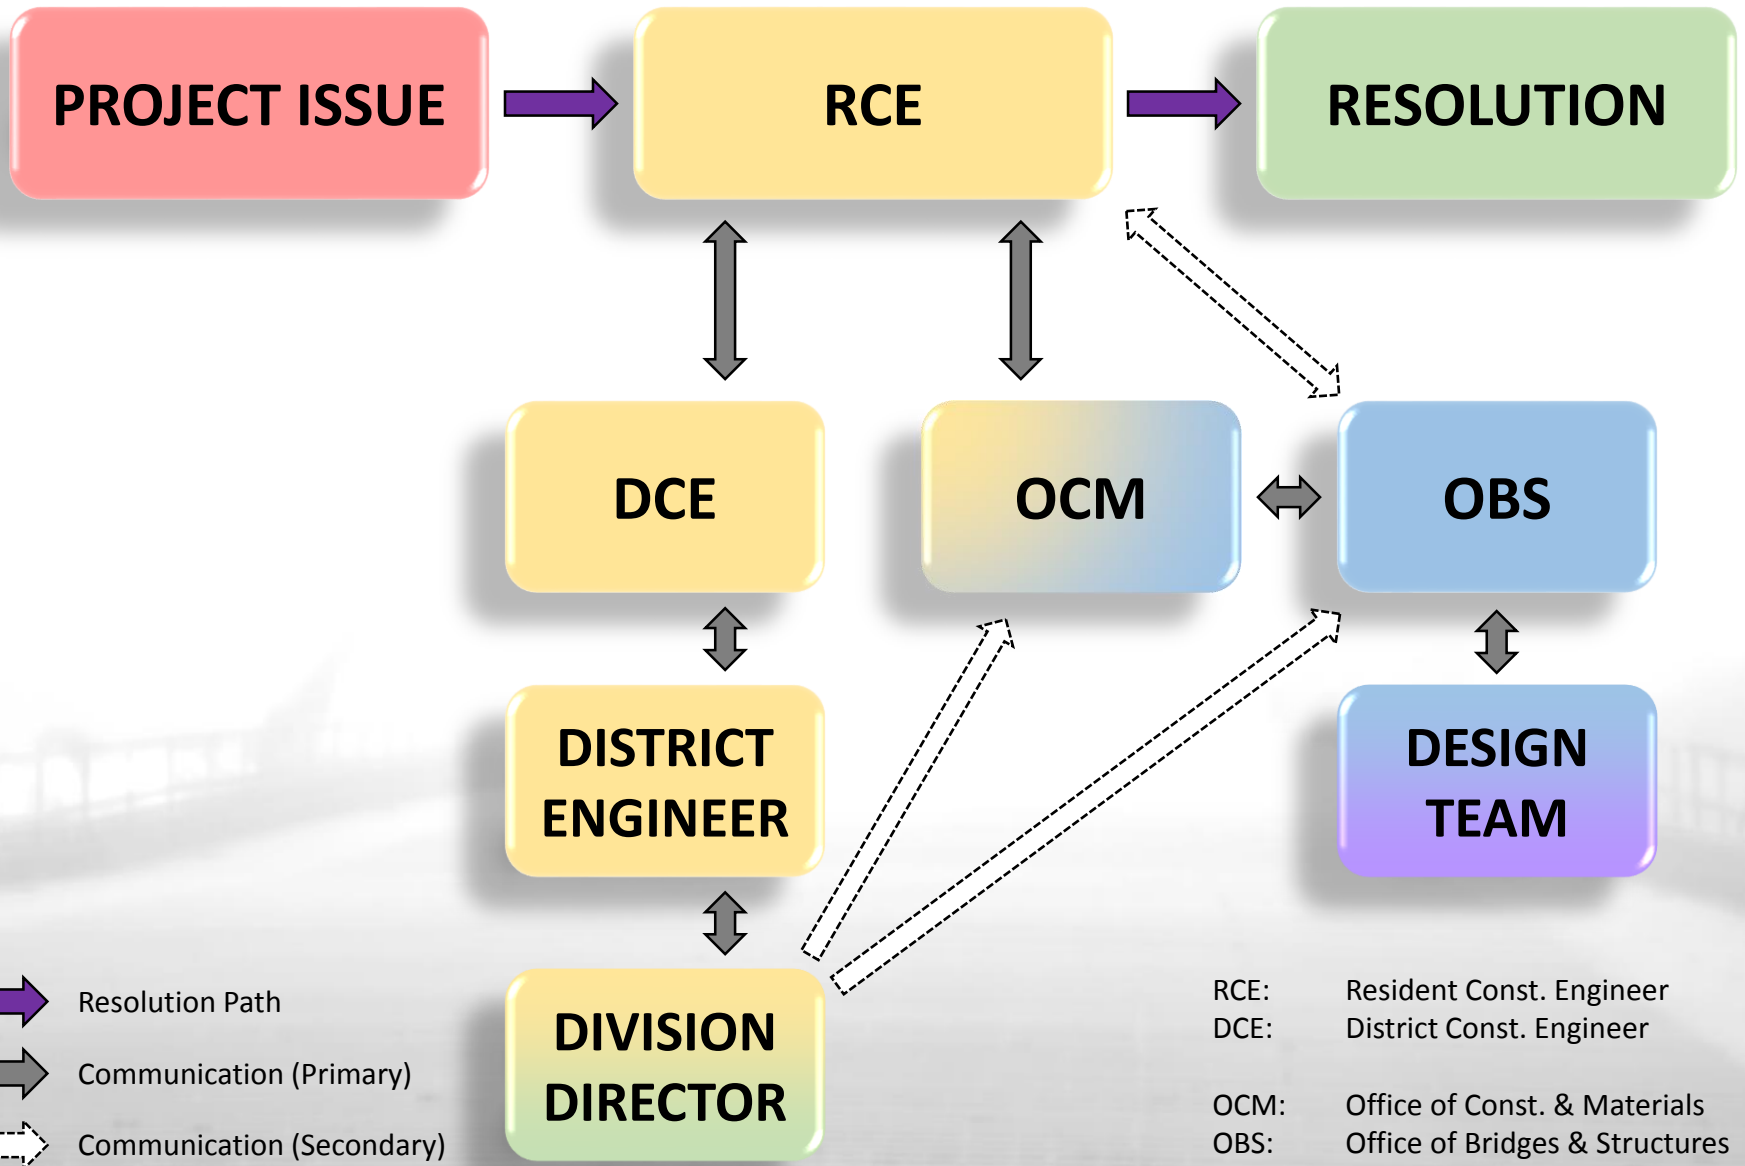 PROJECT ISSUE
RCE
RESOLUTION
DCE
OCM
OBS
DISTRICT
ENGINEER
DESIGN
TEAM
DIVISION
DIRECTOR
Resolution Path
Communication (Primary)
Communication (Secondary)
RCE: Resident Const. Engineer
DCE: District Const. Engineer
OCM: Office of Const. & Materials
OBS: Office of Bridges & Structures